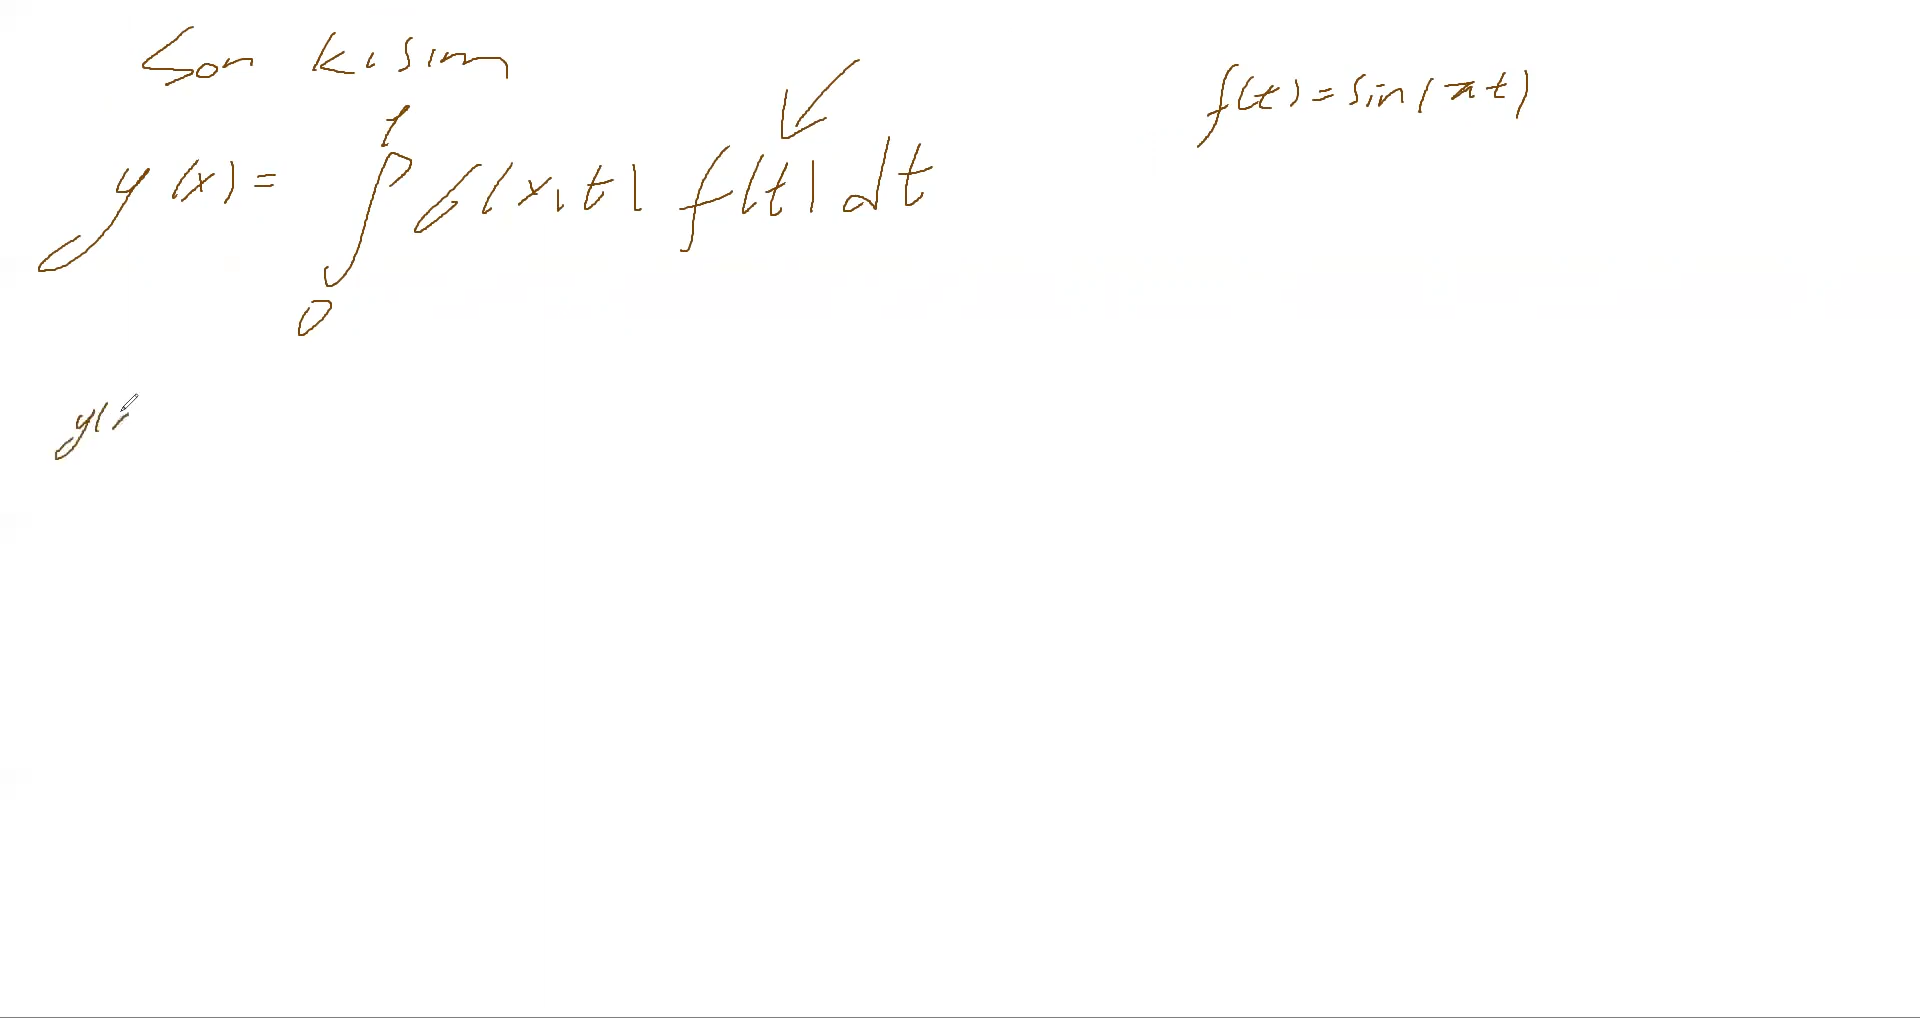 Son kısım
f(t) = sin(πt)
y(x) = ∫₀¹ G(x,t) f(t) dt
y(